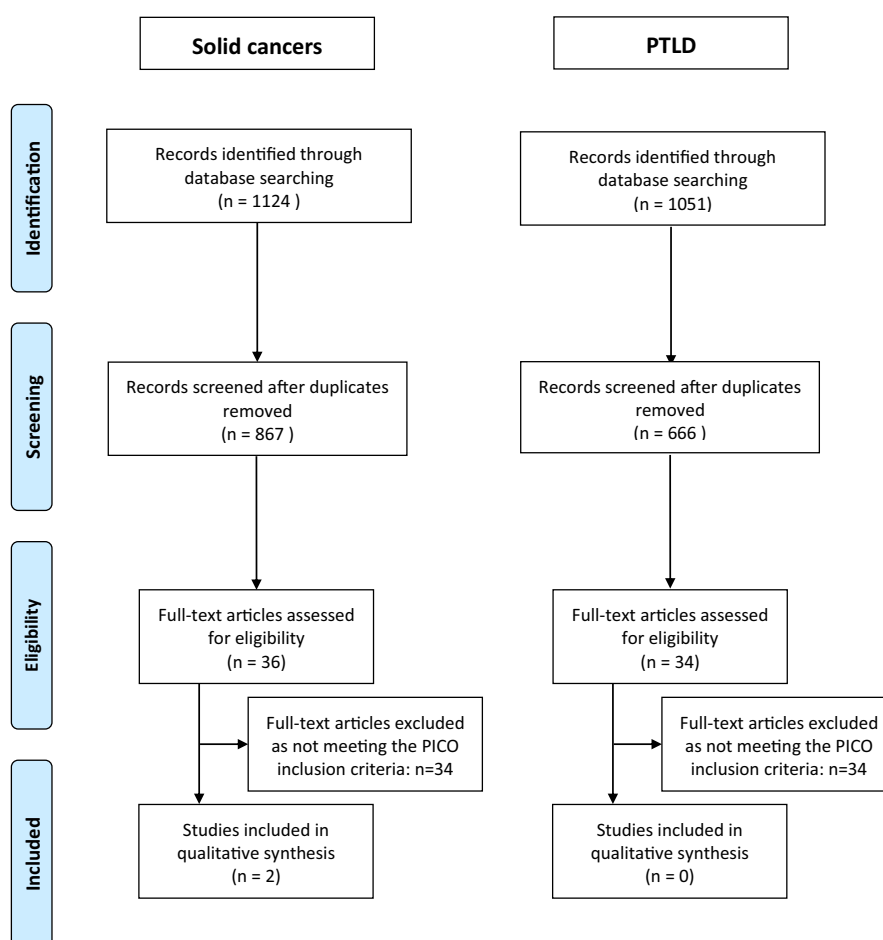 Solid cancers
PTLD
Identification
Records identified through
database searching
(n = 1124 )
Records identified through
database searching
(n = 1051)
Screening
Records screened after duplicates
removed
(n = 867 )
Records screened after duplicates
removed
(n = 666 )
Eligibility
Full-text articles assessed
for eligibility
(n = 36)
Full-text articles assessed
for eligibility
(n = 34)
Full-text articles excluded
as not meeting the PICO
inclusion criteria: n=34
Full-text articles excluded
as not meeting the PICO
inclusion criteria: n=34
Included
Studies included in
qualitative synthesis
(n = 2)
Studies included in
qualitative synthesis
(n = 0)